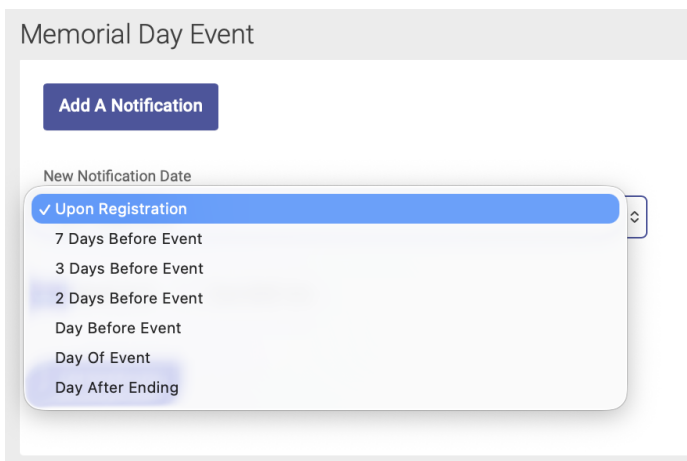 Memorial Day Event
Add A Notification
New Notification Date
✓ Upon Registration
7 Days Before Event
3 Days Before Event
2 Days Before Event
Day Before Event
Day Of Event
Day After Ending